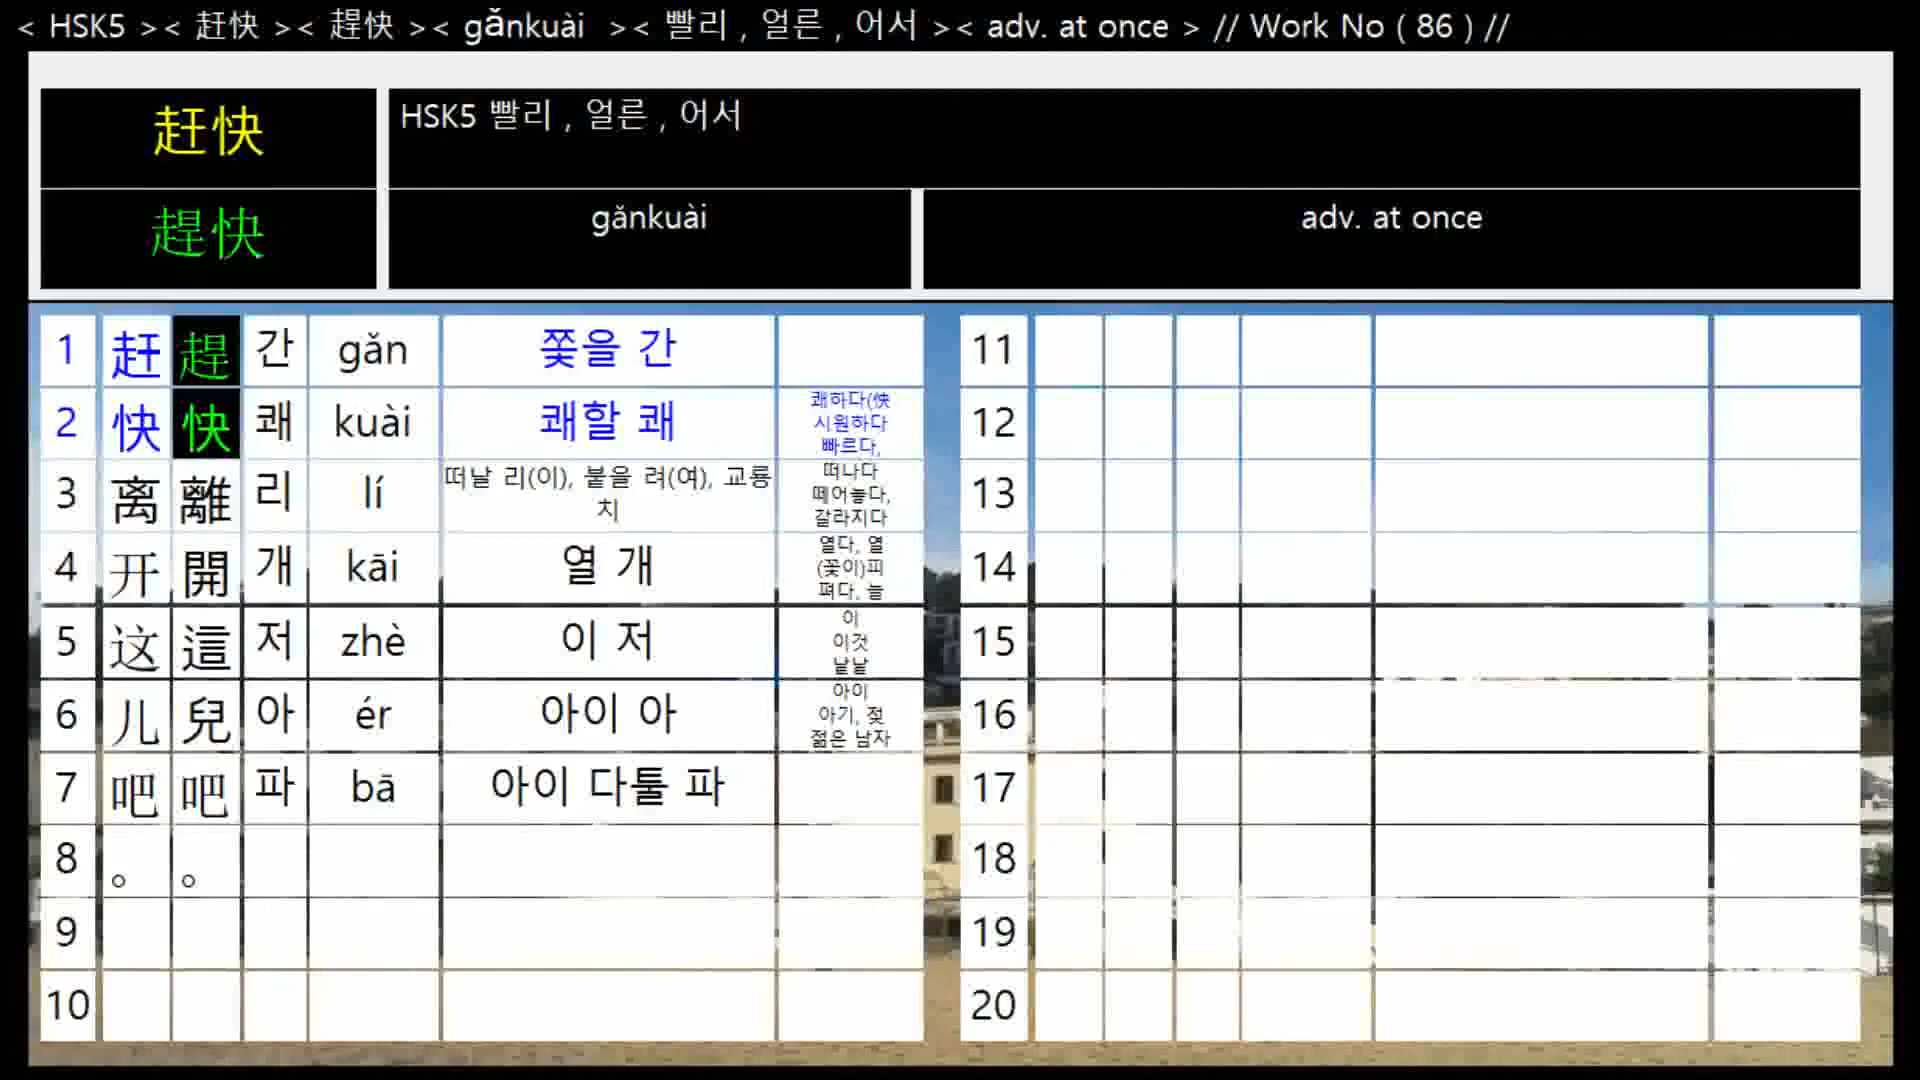 < HSK5 >< 赶快 >< 趕快 >< gǎnkuài >< 빨리 , 얼른 , 어서 >< adv. at once > // Work No ( 86 ) //
赶快
HSK5 빨리 , 얼른 , 어서
趕快
gǎnkuài
adv. at once
1 赶 趕 간 gǎn 쫓을 간
2 快 快 쾌 kuài 쾌할 쾌 쾌하다(快
시원하다
빠르다,
3 离 離 리 lí 떠날 리(이), 붙을 려(여), 교룡
치
떠나다
떼어놓다,
갈라지다
4 开 開 개 kāi 열 개 열다, 열
(꽃이)피
펴다, 늘
5 这 這 저 zhè 이 저 이
이것
낱낱
6 儿 兒 아 ér 아이 아 아이
아기, 젖
젊은 남자
7 吧 吧 파 bā 아이 다툴 파
8 。 。
9
10
11
12
13
14
15
16
17
18
19
20